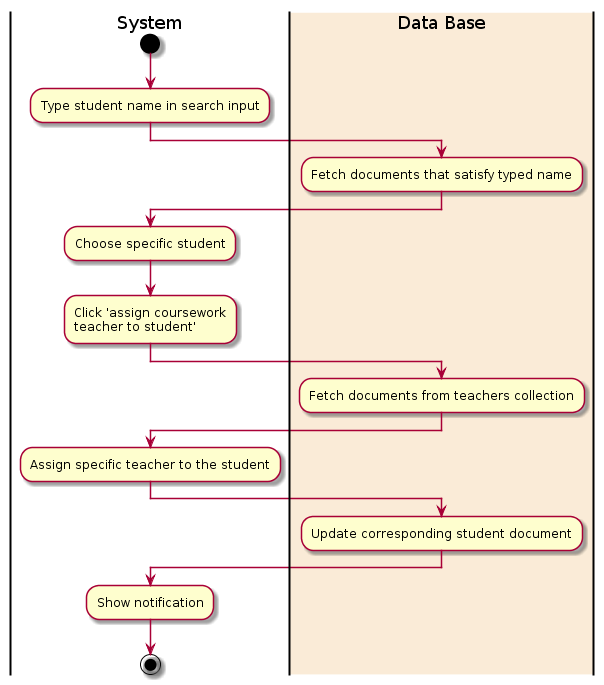 System
Data Base
Type student name in search input
Fetch documents that satisfy typed name
Choose specific student
Click 'assign coursework
teacher to student'
Fetch documents from teachers collection
Assign specific teacher to the student
Update corresponding student document
Show notification